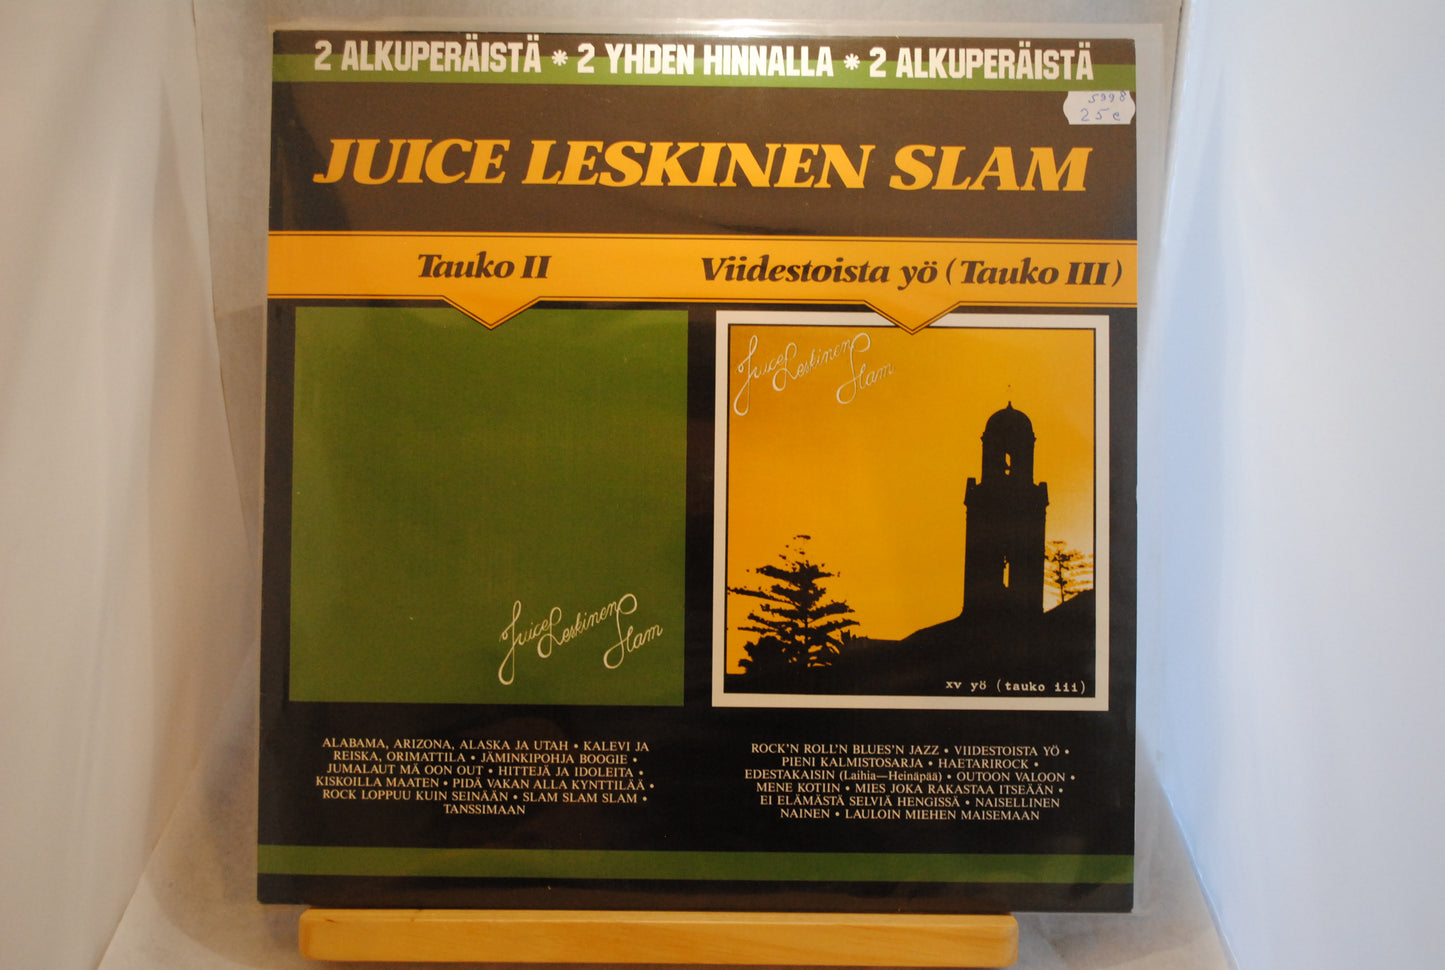 2 ALKUPERÄISTÄ * 2 YHDEN HINNALLA * 2 ALKUPERÄISTÄ
5998
25 e
JUICE LESKINEN SLAM
Tauko II
Viidestoista yö (Tauko III)
Juice Leskinen
Slam
Juice Leskinen
Slam
xv yö (tauko iii)
ALABAMA, ARIZONA, ALASKA JA UTAH • KALEVI JA
REISKA, ORIMATTILA • JÄMINKIPOHJA BOOGIE •
JUMALAUT MÄ OON OUT • HITTEJÄ JA IDOLEITA •
KISKOILLA MAATEN • PIDÄ VAKAN ALLA KYNTTILÄÄ •
ROCK LOPPUU KUIN SEINÄÄN • SLAM SLAM SLAM •
TANSSIMAAN
ROCK'N ROLL'N BLUES'N JAZZ • VIIDESTOISTA YÖ •
PIENI KALMISTOSARJA • HAETARIROCK •
EDESTAKAISIN (Laihia—Heinäpää) • OUTOON VALOON •
MENE KOTIIN • MIES JOKA RAKASTAA ITSEÄÄN •
EI ELÄMÄSTÄ SELVIÄ HENGISSÄ • NAISELLINEN
NAINEN • LAULOIN MIEHEN MAISEMAAN